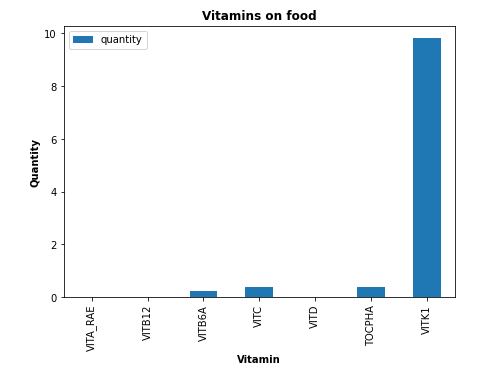 Vitamins on food
quantity
Quantity
10
8
6
4
2
0
VITA_RAE
VITB12
VITB6A
VITC
VITD
TOCPHA
VITK1
Vitamin